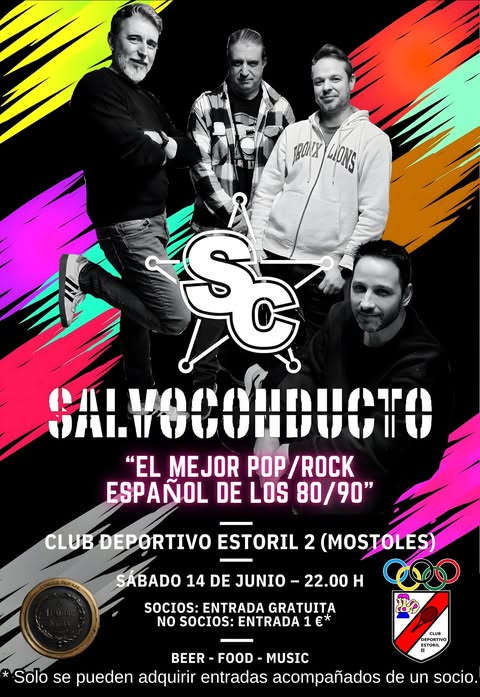 BRONX LIONS
SC
SALVOCONDUCTO
“EL MEJOR POP/ROCK
ESPAÑOL DE LOS 80/90”
CLUB DEPORTIVO ESTORIL 2 (MOSTOLES)
SÁBADO 14 DE JUNIO – 22.00 H
SOCIOS: ENTRADA GRATUITA
NO SOCIOS: ENTRADA 1 €*
CLUB
DEPORTIVO
ESTORIL
II
BEER - FOOD - MUSIC
* Solo se pueden adquirir entradas acompañados de un socio.